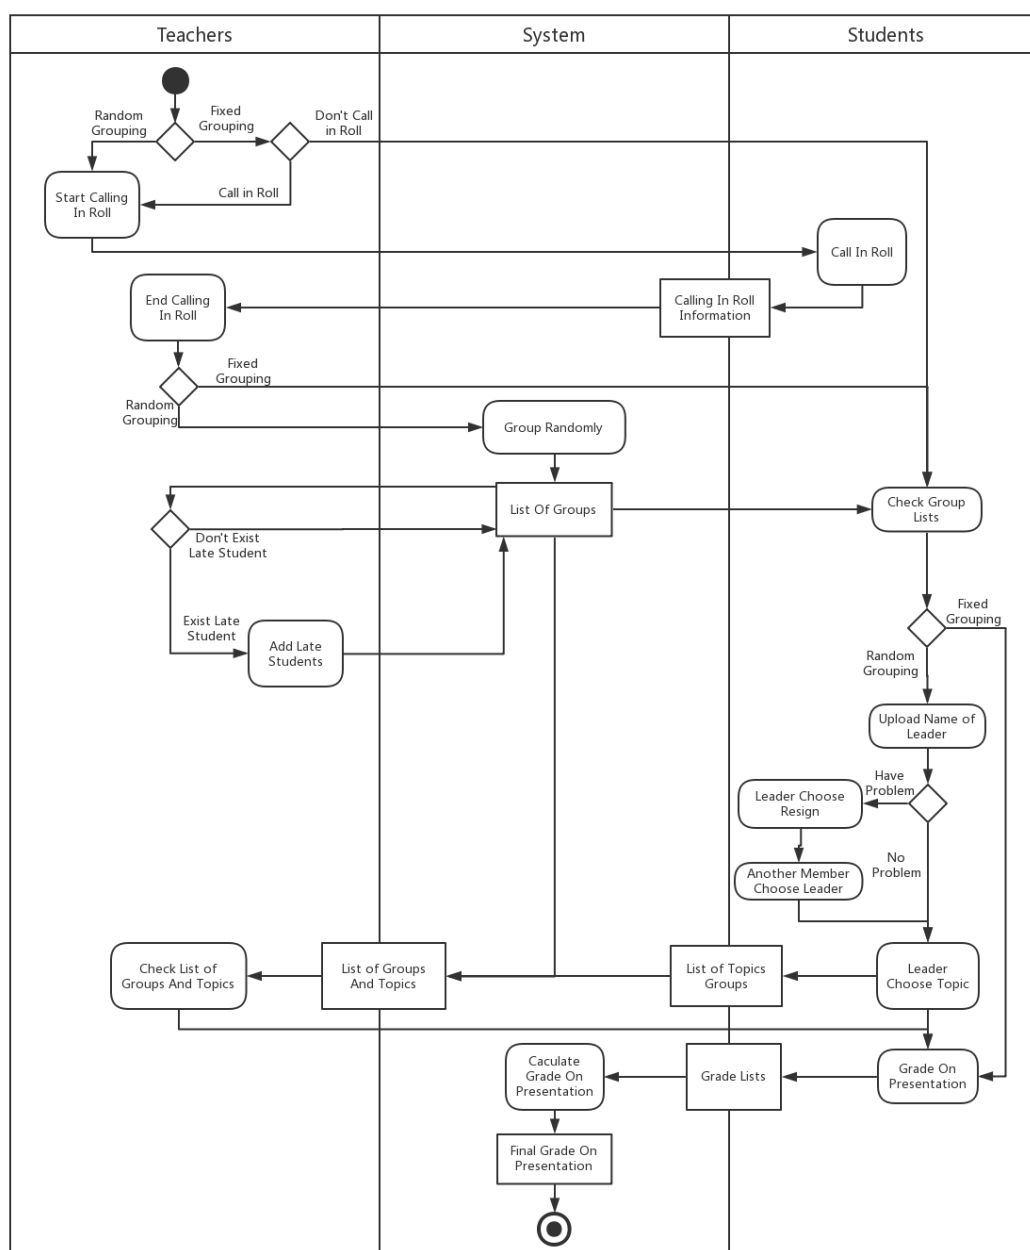 Teachers
System
Students
Random
Grouping
Fixed
Grouping
Don't Call
in Roll
Call in Roll
Start Calling
In Roll
Call In Roll
End Calling
In Roll
Calling In Roll
Information
Fixed
Grouping
Random
Grouping
Group Randomly
List Of Groups
Check Group
Lists
Don't Exist
Late Student
Exist Late
Student
Add Late
Students
Fixed
Grouping
Random
Grouping
Upload Name of
Leader
Have
Problem
Leader Choose
Resign
No
Problem
Another Member
Choose Leader
Check List of
Groups And Topics
List of Groups
And Topics
List of Topics
Groups
Leader
Choose Topic
Caculate
Grade On
Presentation
Grade Lists
Grade On
Presentation
Final Grade On
Presentation